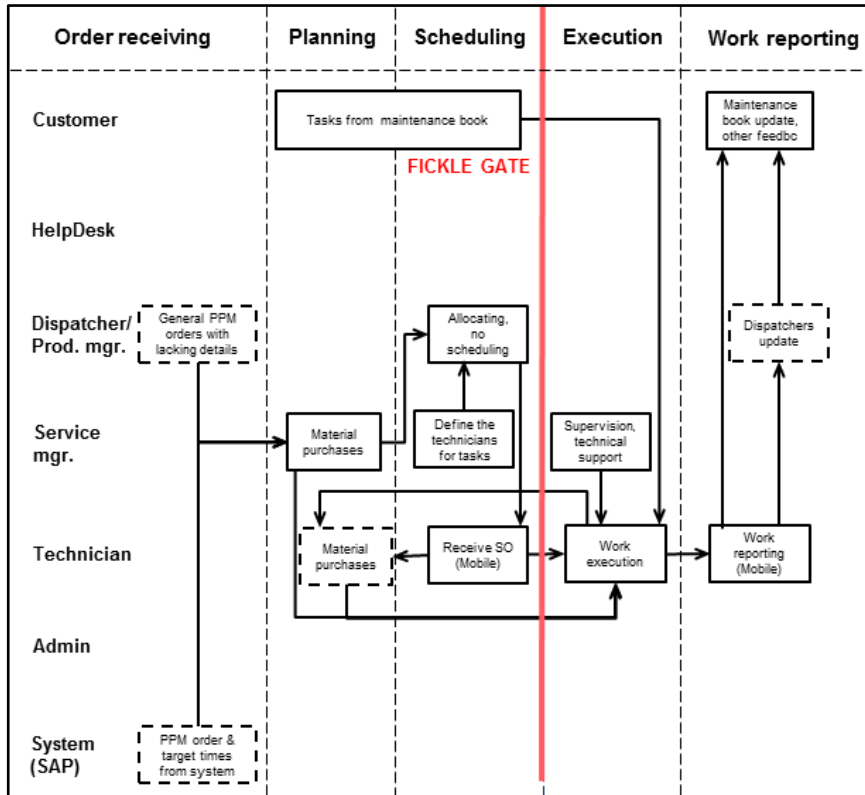 Order receiving
Planning
Scheduling
Execution
Work reporting
Customer
Tasks from maintenance book
Maintenance
book update,
other feedbc
FICKLE GATE
HelpDesk
Dispatcher/
Prod. mgr.
General PPM
orders with
lacking details
Allocating,
no
scheduling
Dispatchers
update
Service
mgr.
Material
purchases
Define the
technicians
for tasks
Supervision,
technical
support
Technician
Material
purchases
Receive SO
(Mobile)
Work
execution
Work
reporting
(Mobile)
Admin
System
(SAP)
PPM order &
target times
from system